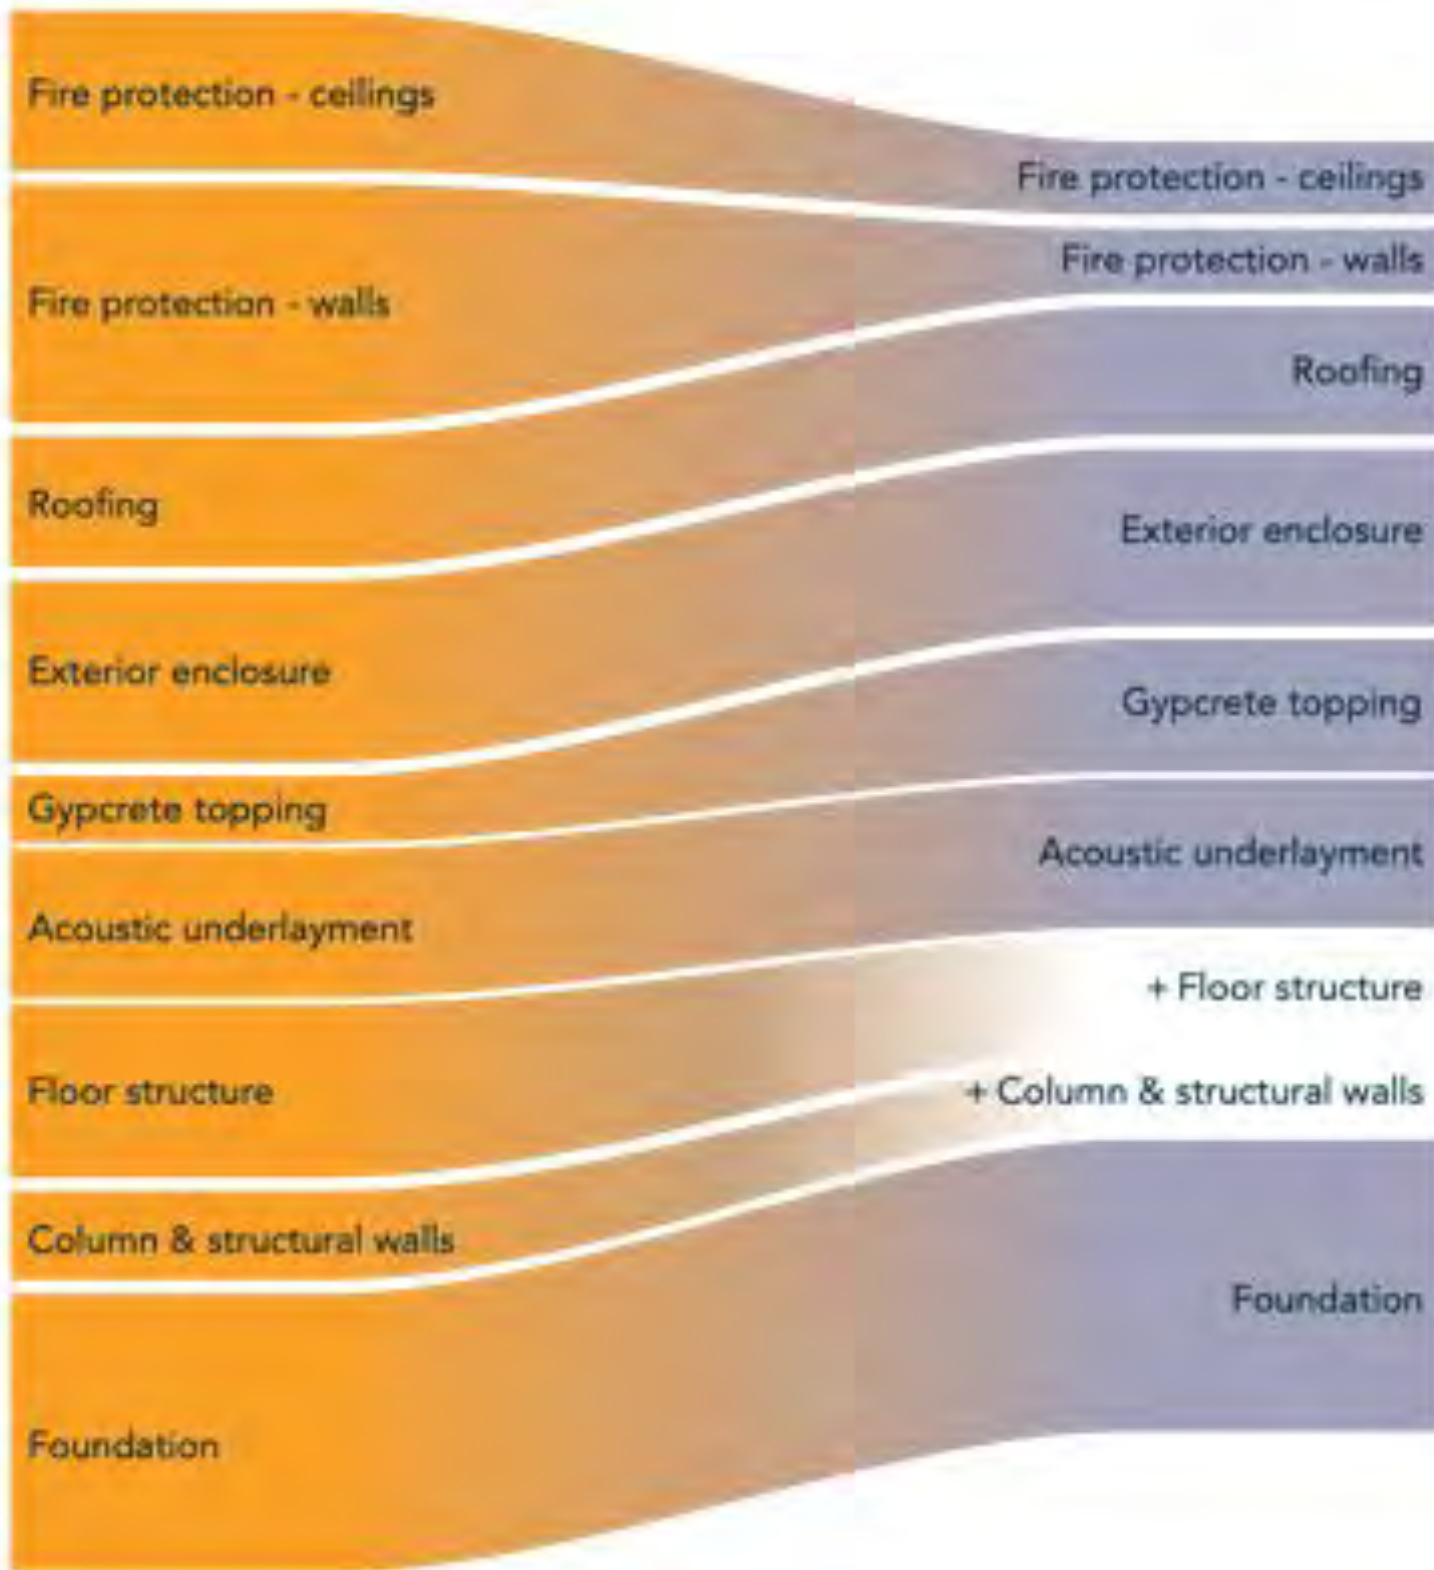 Fire protection - ceilings
Fire protection - walls
Roofing
Exterior enclosure
Gypcrete topping
Acoustic underlayment
Floor structure
Column & structural walls
Foundation
Fire protection - ceilings
Fire protection - walls
Roofing
Exterior enclosure
Gypcrete topping
Acoustic underlayment
+ Floor structure
+ Column & structural walls
Foundation